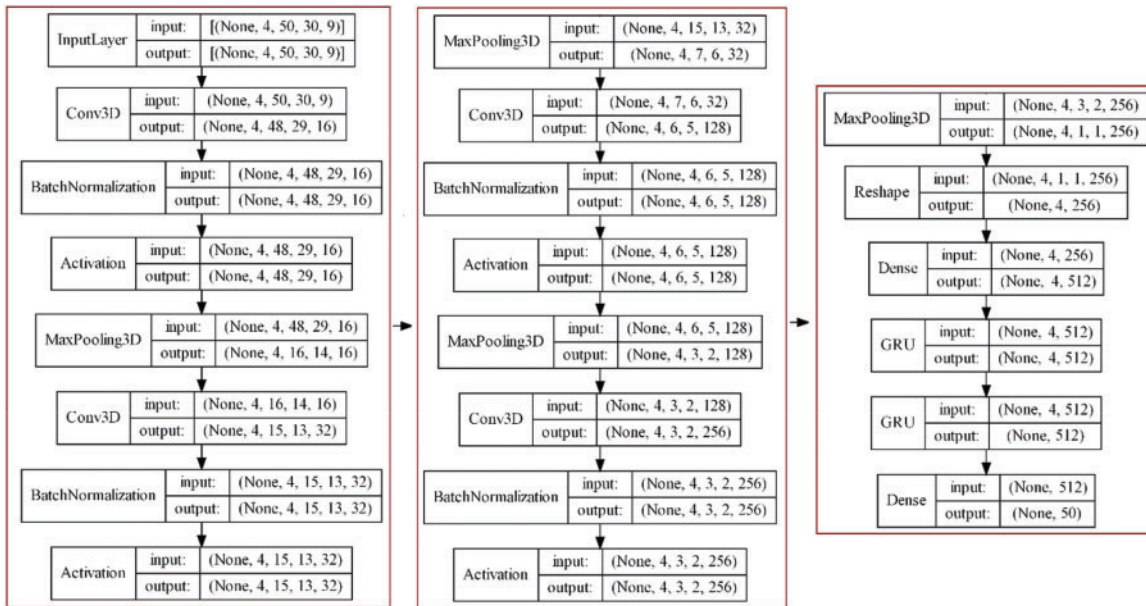 InputLayer
input: [(None, 4, 50, 30, 9)]
output: [(None, 4, 50, 30, 9)]
Conv3D
input: (None, 4, 50, 30, 9)
output: (None, 4, 48, 29, 16)
BatchNormalization
input: (None, 4, 48, 29, 16)
output: (None, 4, 48, 29, 16)
Activation
input: (None, 4, 48, 29, 16)
output: (None, 4, 48, 29, 16)
MaxPooling3D
input: (None, 4, 48, 29, 16)
output: (None, 4, 16, 14, 16)
Conv3D
input: (None, 4, 16, 14, 16)
output: (None, 4, 15, 13, 32)
BatchNormalization
input: (None, 4, 15, 13, 32)
output: (None, 4, 15, 13, 32)
Activation
input: (None, 4, 15, 13, 32)
output: (None, 4, 15, 13, 32)
MaxPooling3D
input: (None, 4, 15, 13, 32)
output: (None, 4, 7, 6, 32)
Conv3D
input: (None, 4, 7, 6, 32)
output: (None, 4, 6, 5, 128)
BatchNormalization
input: (None, 4, 6, 5, 128)
output: (None, 4, 6, 5, 128)
Activation
input: (None, 4, 6, 5, 128)
output: (None, 4, 6, 5, 128)
MaxPooling3D
input: (None, 4, 6, 5, 128)
output: (None, 4, 3, 2, 128)
Conv3D
input: (None, 4, 3, 2, 128)
output: (None, 4, 3, 2, 256)
BatchNormalization
input: (None, 4, 3, 2, 256)
output: (None, 4, 3, 2, 256)
Activation
input: (None, 4, 3, 2, 256)
output: (None, 4, 3, 2, 256)
MaxPooling3D
input: (None, 4, 3, 2, 256)
output: (None, 4, 1, 1, 256)
Reshape
input: (None, 4, 1, 1, 256)
output: (None, 4, 256)
Dense
input: (None, 4, 256)
output: (None, 4, 512)
GRU
input: (None, 4, 512)
output: (None, 4, 512)
GRU
input: (None, 4, 512)
output: (None, 512)
Dense
input: (None, 512)
output: (None, 50)